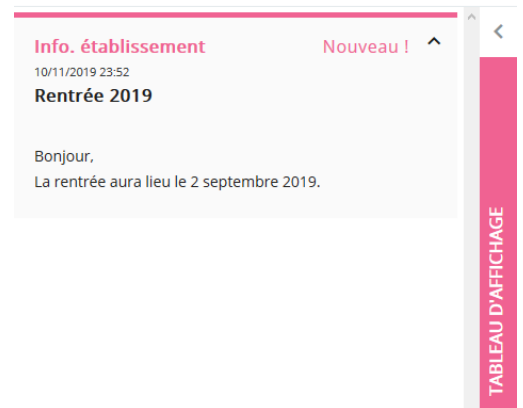 Info. établissement Nouveau !
10/11/2019 23:52
Rentrée 2019
Bonjour,
La rentrée aura lieu le 2 septembre 2019.
TABLEAU D'AFFICHAGE